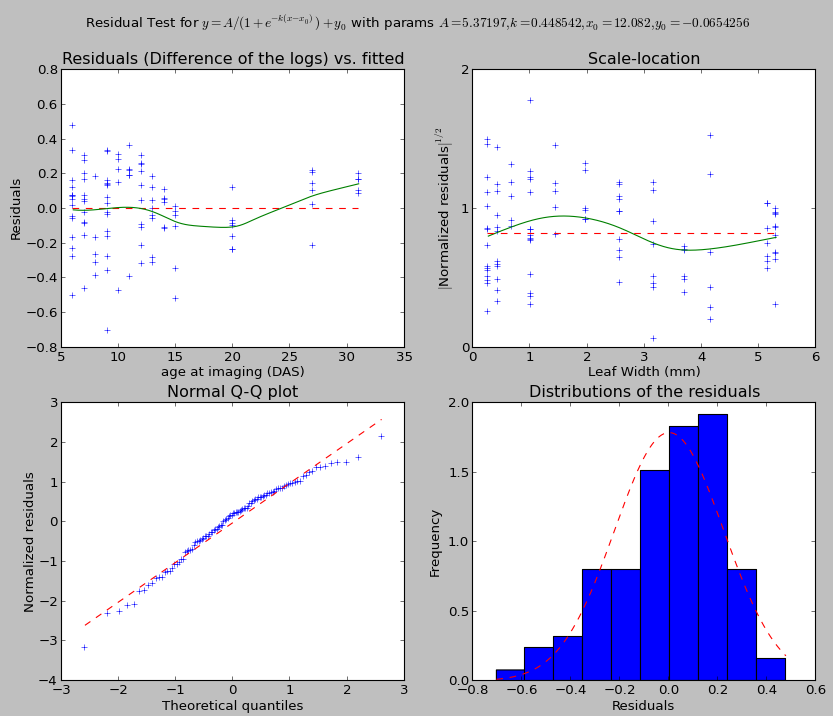 Residual Test for y = A/(1 + e^{-k(x-x_0)}) + y_0 with params A = 5.37197, k = 0.448542, x_0 = 12.082, y_0 = −0.0654256
Residuals (Difference of the logs) vs. fitted
0.8
0.6
0.4
0.2
0.0
−0.2
−0.4
−0.6
−0.8
Residuals
5 10 15 20 25 30 35
age at imaging (DAS)
Scale-location
2
1
0
|Normalized residuals|^{1/2}
0 1 2 3 4 5 6
Leaf Width (mm)
Normal Q-Q plot
3
2
1
0
−1
−2
−3
−4
Normalized residuals
−3 −2 −1 0 1 2 3
Theoretical quantiles
Distributions of the residuals
2.0
1.5
1.0
0.5
0.0
Frequency
−0.8 −0.6 −0.4 −0.2 0.0 0.2 0.4 0.6
Residuals